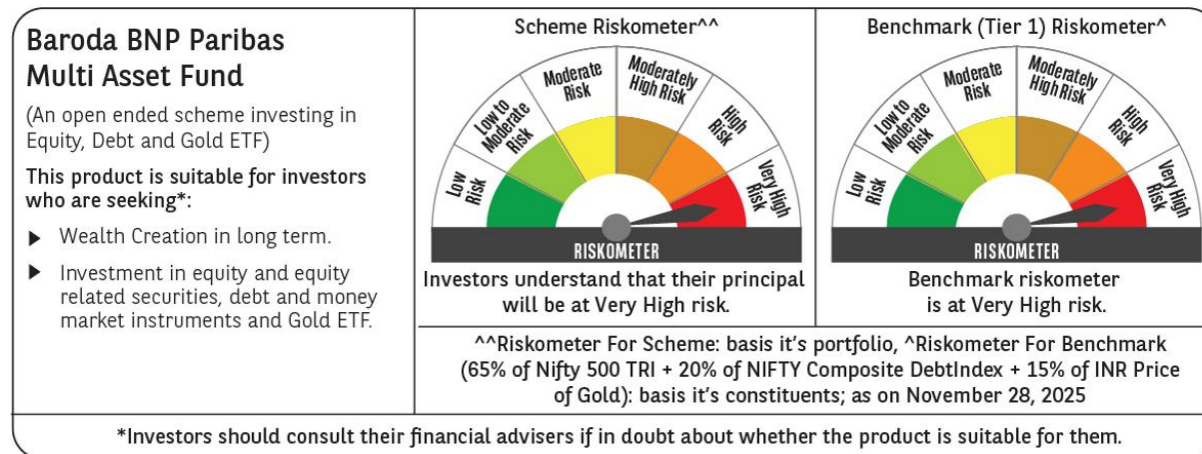 Baroda BNP Paribas
Multi Asset Fund
(An open ended scheme investing in
Equity, Debt and Gold ETF)
This product is suitable for investors
who are seeking*:
► Wealth Creation in long term.
► Investment in equity and equity
related securities, debt and money
market instruments and Gold ETF.
Scheme Riskometer^^
Low
Risk
Low to
Moderate
Risk
Moderate
Risk
Moderately
High Risk
High
Risk
Very High
Risk
RISKOMETER
Investors understand that their principal
will be at Very High risk.
Benchmark (Tier 1) Riskometer^
Low
Risk
Low to
Moderate
Risk
Moderate
Risk
Moderately
High Risk
High
Risk
Very High
Risk
RISKOMETER
Benchmark riskometer
is at Very High risk.
^^Riskometer For Scheme: basis it's portfolio, ^Riskometer For Benchmark
(65% of Nifty 500 TRI + 20% of NIFTY Composite DebtIndex + 15% of INR Price
of Gold): basis it's constituents; as on November 28, 2025
*Investors should consult their financial advisers if in doubt about whether the product is suitable for them.